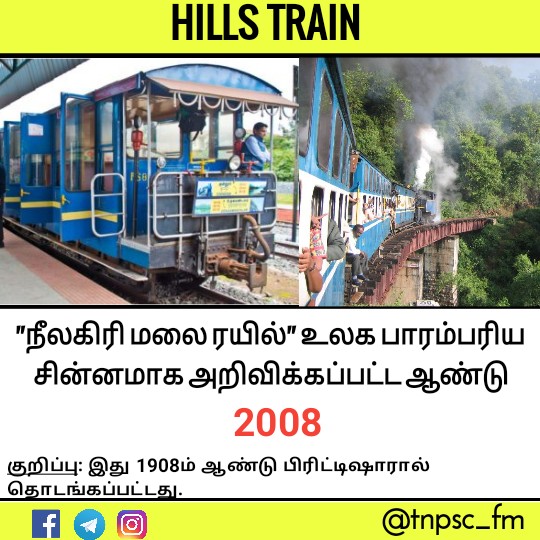 HILLS TRAIN
"நீலகிரி மலை ரயில்" உலக பாரம்பரிய
சின்னமாக அறிவிக்கப்பட்ட ஆண்டு
2008
குறிப்பு: இது 1908ம் ஆண்டு பிரிட்டிஷாரால்
தொடங்கப்பட்டது.
@tnpsc_fm